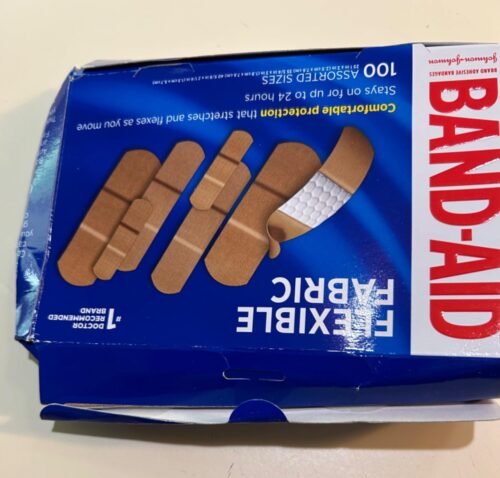 Johnson & Johnson
BRAND ADHESIVE BANDAGES
BAND-AID
FLEXIBLE
FABRIC
#1 DOCTOR
RECOMMENDED
BRAND
Comfortable protection that stretches and flexes as you move
Stays on for up to 24 hours
100 ASSORTED SIZES